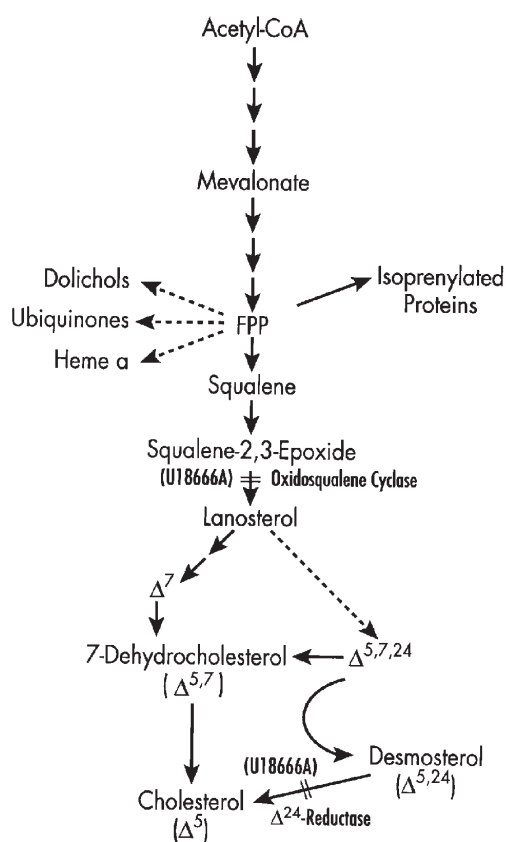 Acetyl-CoA
Mevalonate
Dolichols
Ubiquinones
Heme a
FPP
Isoprenylated
Proteins
Squalene
Squalene-2,3-Epoxide
(U18666A) Oxidosqualene Cyclase
Lanosterol
Δ7
7-Dehydrocholesterol
(Δ5,7)
Δ5,7,24
Desmosterol
(Δ5,24)
(U18666A)
Δ24-Reductase
Cholesterol
(Δ5)